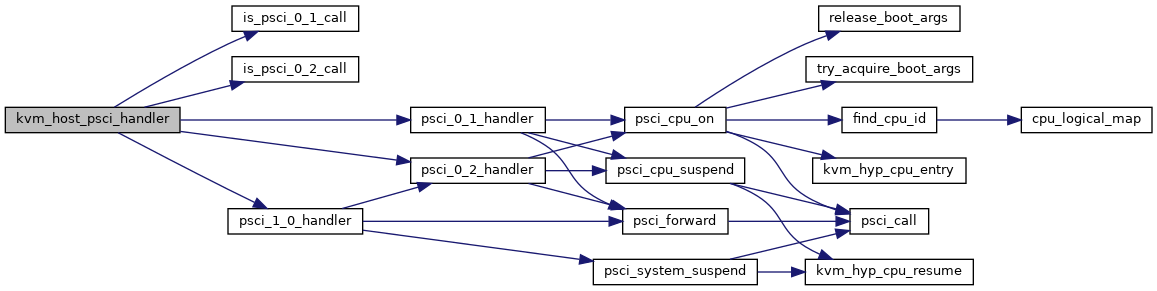 kvm_host_psci_handler
is_psci_0_1_call
is_psci_0_2_call
psci_0_1_handler
psci_0_2_handler
psci_1_0_handler
psci_cpu_on
psci_cpu_suspend
psci_forward
psci_system_suspend
release_boot_args
try_acquire_boot_args
find_cpu_id
cpu_logical_map
kvm_hyp_cpu_entry
psci_call
kvm_hyp_cpu_resume